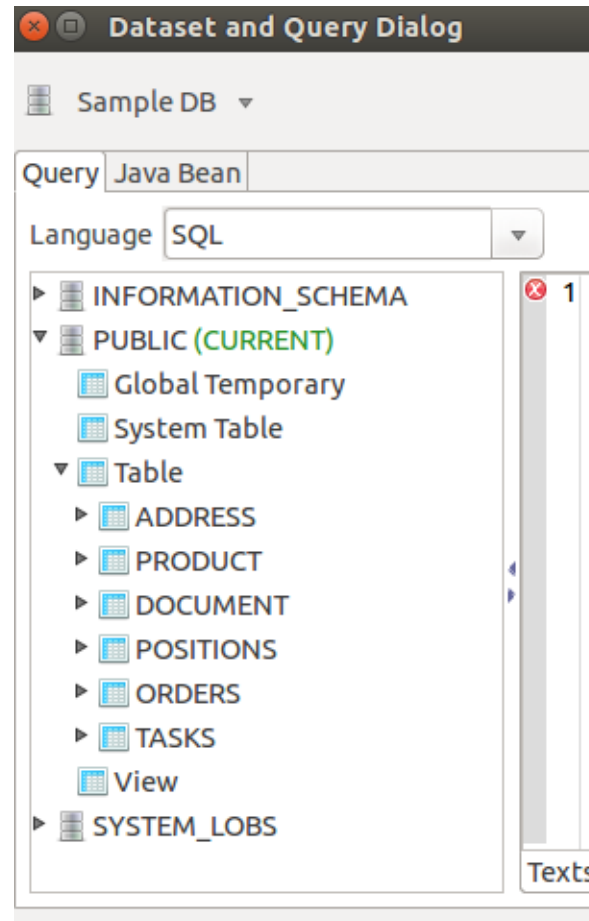 Dataset and Query Dialog
Sample DB
Query Java Bean
Language SQL
INFORMATION_SCHEMA
1
PUBLIC (CURRENT)
Global Temporary
System Table
Table
ADDRESS
PRODUCT
DOCUMENT
POSITIONS
ORDERS
TASKS
View
SYSTEM_LOBS
Texts